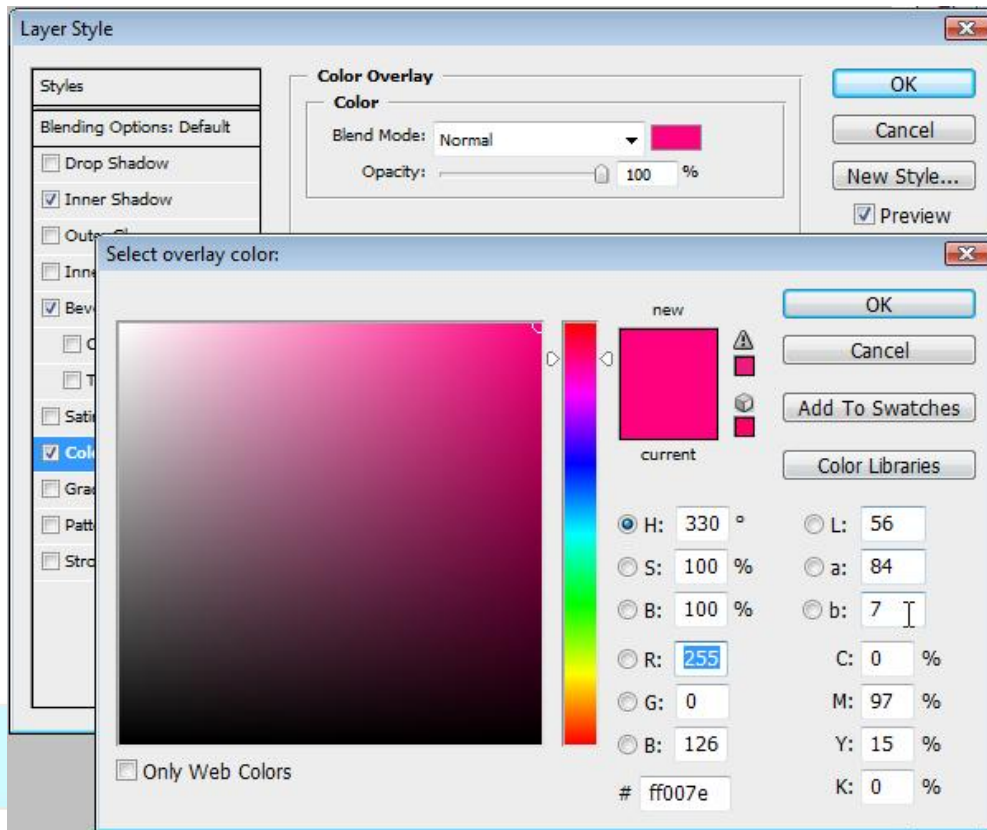 Layer Style
Styles
Blending Options: Default
Drop Shadow
Inner Shadow
Satin
Color Overlay
Color
Blend Mode: Normal
Opacity: 100 %
OK
Cancel
New Style...
Preview
Select overlay color:
new
current
OK
Cancel
Add To Swatches
Color Libraries
H: 330 °
S: 100 %
B: 100 %
R: 255
G: 0
B: 126
# ff007e
L: 56
a: 84
b: 7
C: 0 %
M: 97 %
Y: 15 %
K: 0 %
Only Web Colors